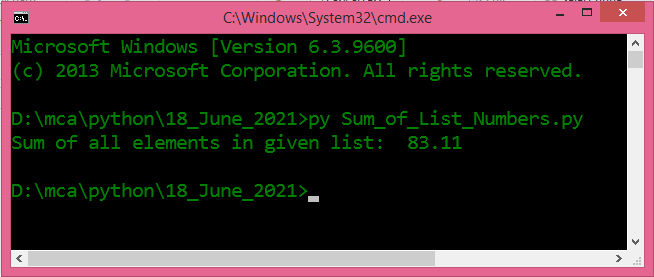 C:\Windows\System32\cmd.exe
Microsoft Windows [Version 6.3.9600]
(c) 2013 Microsoft Corporation. All rights reserved.
D:\mca\python\18_June_2021>py Sum_of_List_Numbers.py
Sum of all elements in given list:  83.11
D:\mca\python\18_June_2021>